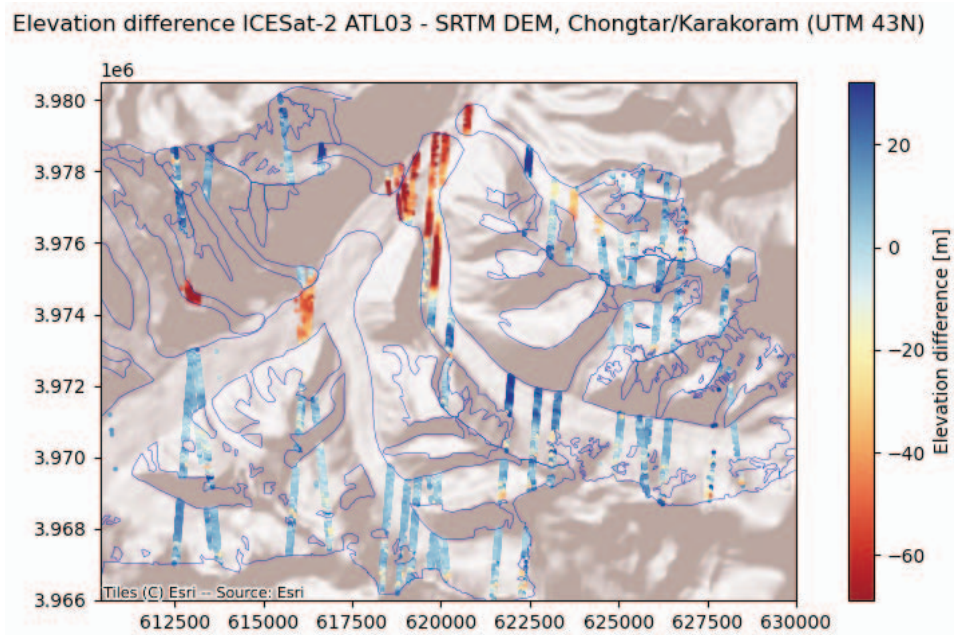 Elevation difference ICESat-2 ATL03 - SRTM DEM, Chongtar/Karakoram (UTM 43N)
1e6
3.980
3.978
3.976
3.974
3.972
3.970
3.968
3.966
612500 615000 617500 620000 622500 625000 627500 630000
Tiles (C) Esri -- Source: Esri
20
0
−20
−40
−60
Elevation difference [m]